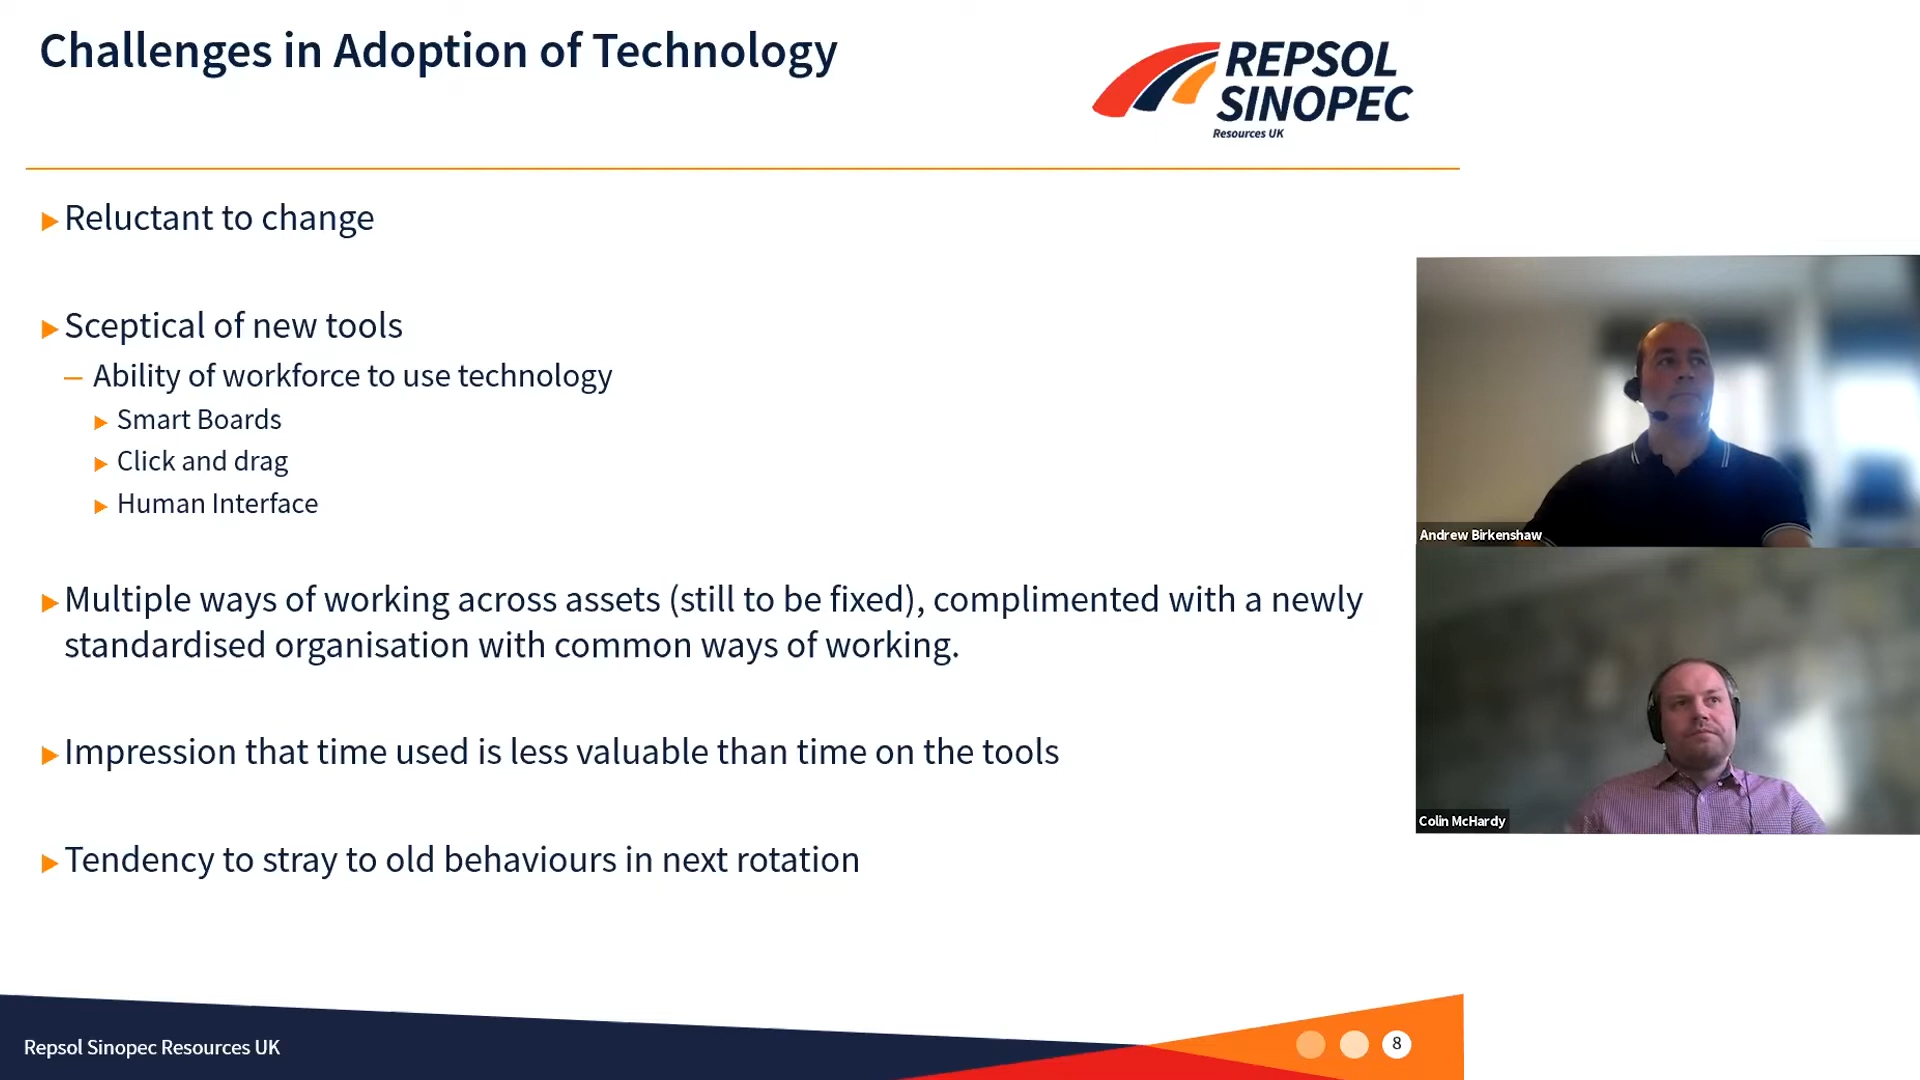 Challenges in Adoption of Technology
REPSOL
SINOPEC
Resources UK
Reluctant to change
Sceptical of new tools
– Ability of workforce to use technology
Smart Boards
Click and drag
Human Interface
Multiple ways of working across assets (still to be fixed), complimented with a newly
standardised organisation with common ways of working.
Impression that time used is less valuable than time on the tools
Tendency to stray to old behaviours in next rotation
Andrew Birkenshaw
Colin McHardy
Repsol Sinopec Resources UK
8